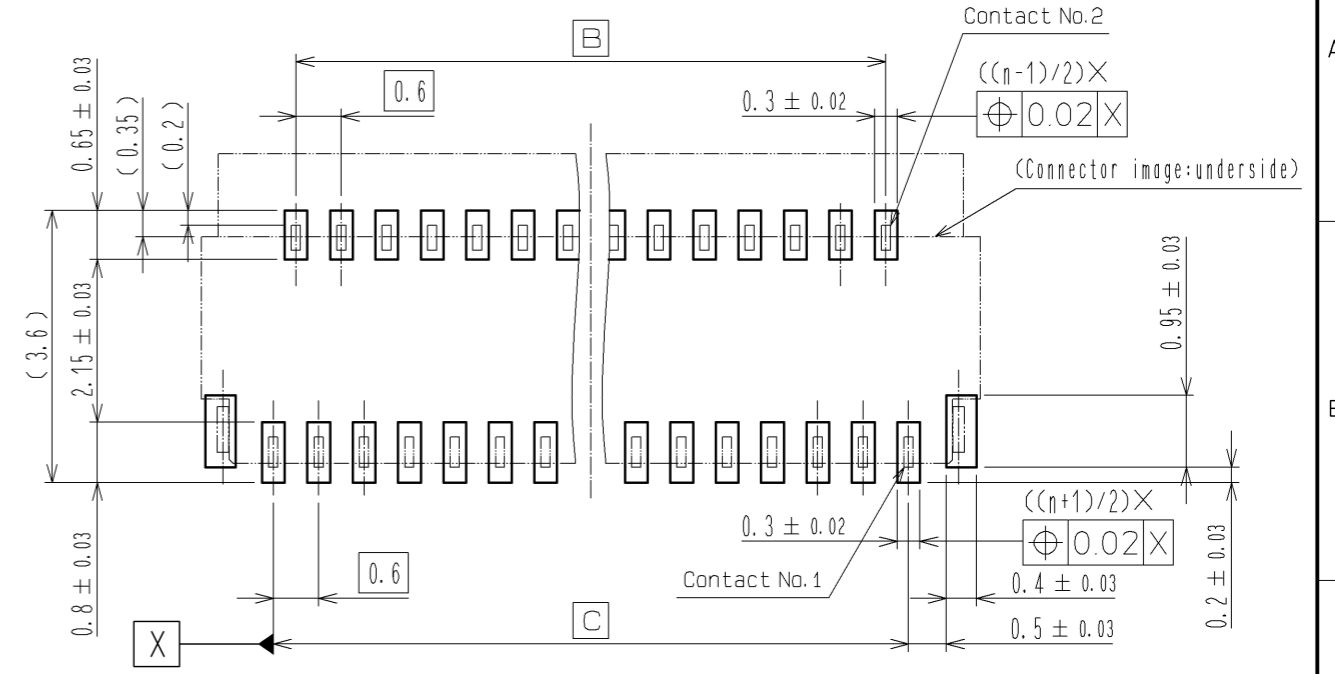 Contact No.2
B
((n-1)/2)X
0.6
0.3 ± 0.02
⌖ 0.02 X
0.65 ± 0.03
(0.35)
(0.2)
(Connector image:underside)
A
(3.6)
2.15 ± 0.03
0.95 ± 0.03
B
0.8 ± 0.03
0.6
0.3 ± 0.02
((n+1)/2)X
⌖ 0.02 X
Contact No.1
0.4 ± 0.03
0.2 ± 0.03
X
C
0.5 ± 0.03